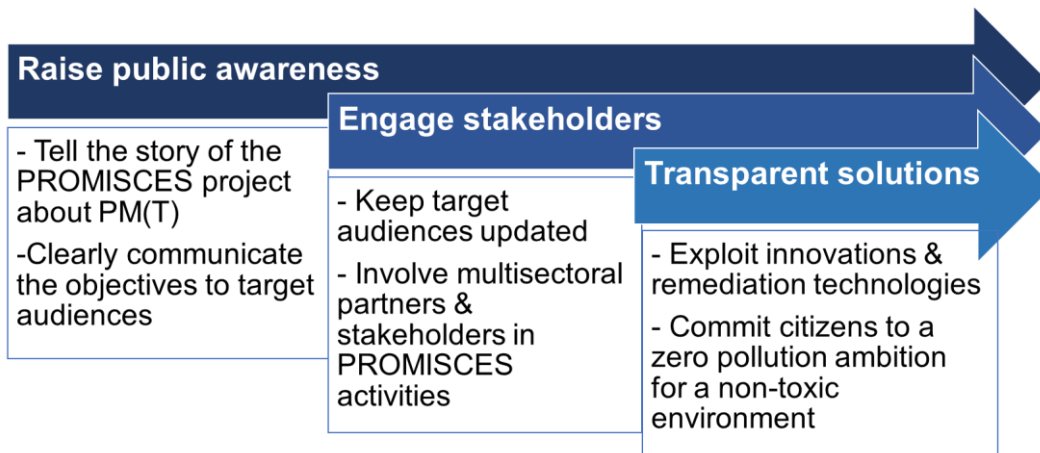 Raise public awareness
- Tell the story of the
PROMISCES project
about PM(T)
-Clearly communicate
the objectives to target
audiences
Engage stakeholders
- Keep target
audiences updated
- Involve multisectoral
partners &
stakeholders in
PROMISCES
activities
Transparent solutions
- Exploit innovations &
remediation technologies
- Commit citizens to a
zero pollution ambition
for a non-toxic
environment